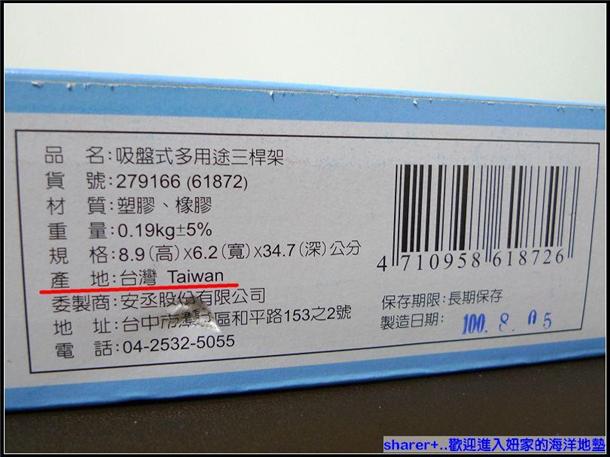 品 名:吸盤式多用途三桿架
貨 號:279166 (61872)
材 質:塑膠、橡膠
重 量:0.19kg±5%
規 格:8.9(高)X6.2(寬)X34.7(深)公分
產 地:台灣 Taiwan
委製商:安丞股份有限公司
地 址:台中市 區和平路153之2號
電 話:04-2532-5055
4 710958 618726
保存期限:長期保存
製造日期: 100. 8. 05
sharer+..歡迎進入妞家的海洋地墊